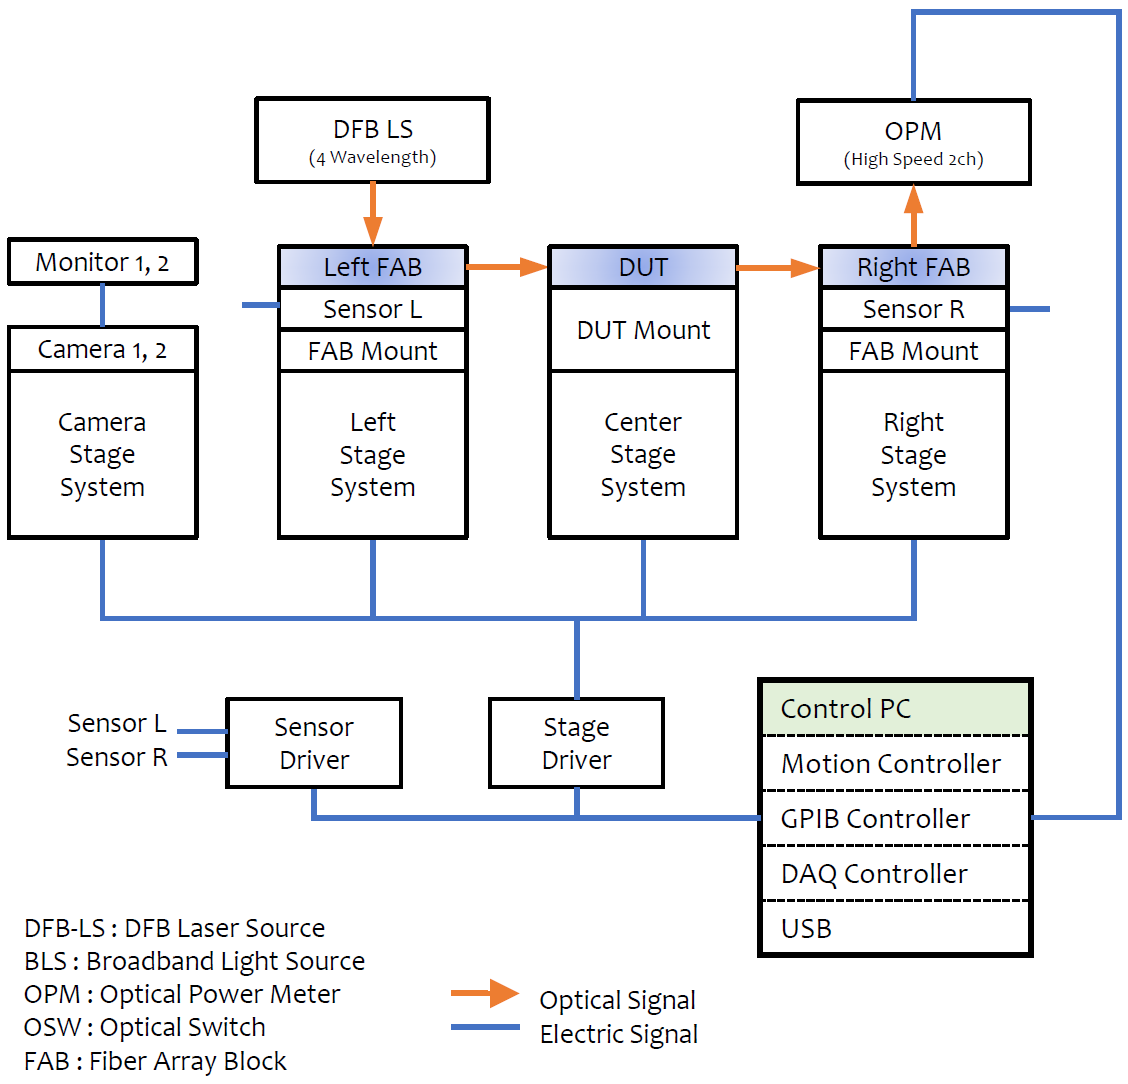 DFB LS
(4 Wavelength)
OPM
(High Speed 2ch)
Monitor 1, 2
Camera 1, 2
Camera
Stage
System
Left FAB
Sensor L
FAB Mount
Left
Stage
System
DUT
DUT Mount
Center
Stage
System
Right FAB
Sensor R
FAB Mount
Right
Stage
System
Sensor L
Sensor R
Sensor
Driver
Stage
Driver
Control PC
Motion Controller
GPIB Controller
DAQ Controller
USB
DFB-LS : DFB Laser Source
BLS : Broadband Light Source
OPM : Optical Power Meter
OSW : Optical Switch
FAB : Fiber Array Block
Optical Signal
Electric Signal